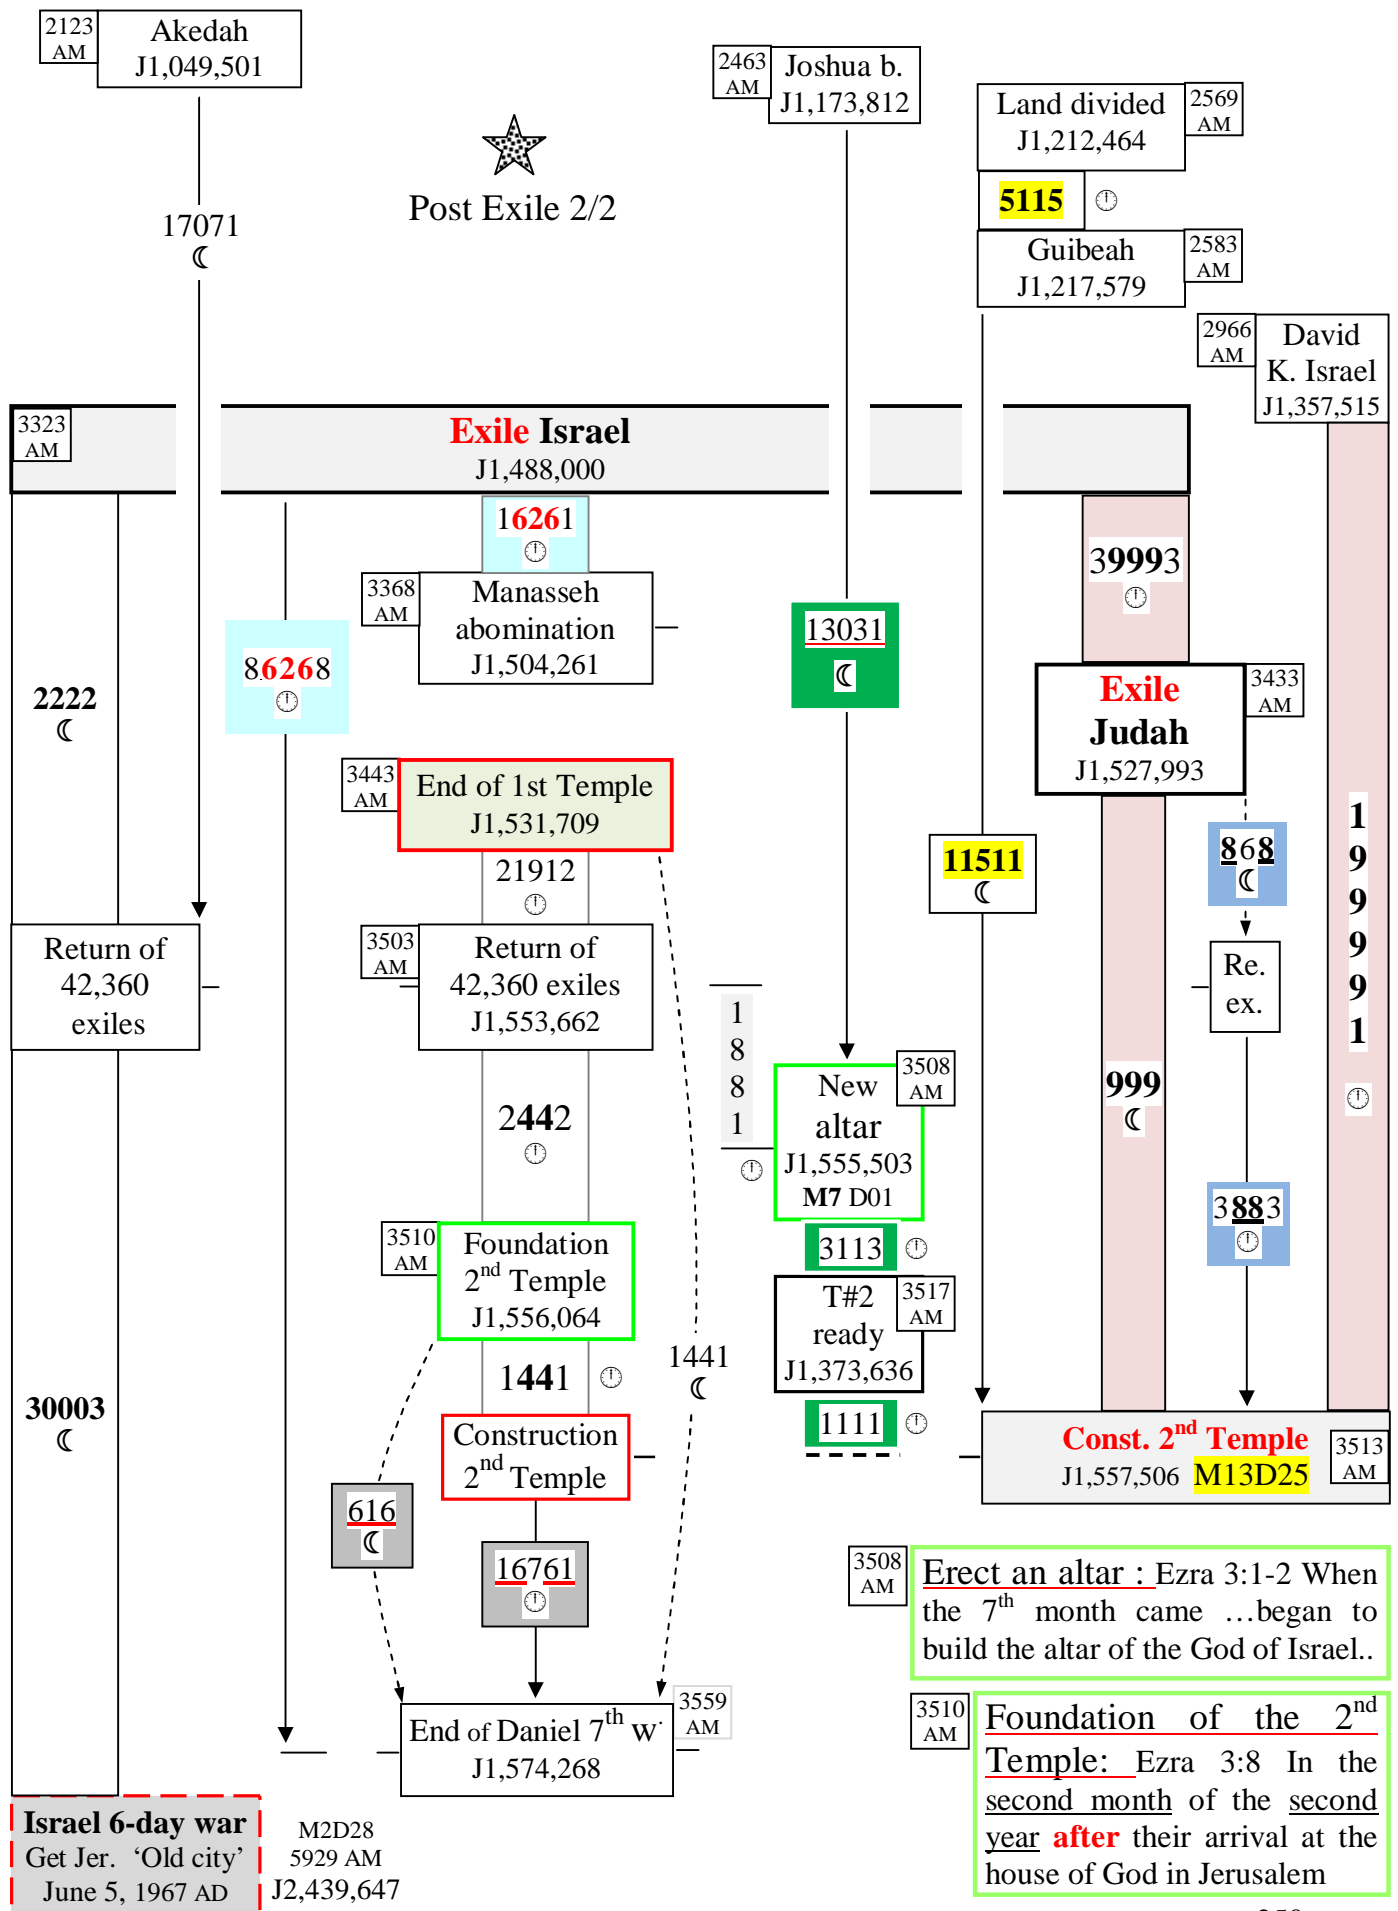 2123
AM
Akedah
J1,049,501
17071
Post Exile 2/2
2463
AM
Joshua b.
J1,173,812
Land divided
J1,212,464
2569
AM
5115
Guibeah
J1,217,579
2583
AM
2966
AM
David
K. Israel
J1,357,515
3323
AM
Exile Israel
J1,488,000
16261
3368
AM
Manasseh
abomination
J1,504,261
86268
2222
13031
39993
Exile
Judah
J1,527,993
3433
AM
3443
AM
End of 1st Temple
J1,531,709
21912
11511
868
1
9
9
9
9
1
Return of
42,360
exiles
3503
AM
Return of
42,360 exiles
J1,553,662
Re.
ex.
1
8
8
1
New
altar
J1,555,503
M7 D01
3508
AM
999
2442
3883
3510
AM
Foundation
2nd Temple
J1,556,064
3113
T#2
ready
J1,373,636
3517
AM
1441
1441
30003
1111
Construction
2nd Temple
Const. 2nd Temple
J1,557,506 M13D25
3513
AM
616
16761
3508
AM
Erect an altar : Ezra 3:1-2 When
the 7th month came …began to
build the altar of the God of Israel..
End of Daniel 7th w.
J1,574,268
3559
AM
3510
AM
Foundation of the 2nd
Temple: Ezra 3:8 In the
second month of the second
year after their arrival at the
house of God in Jerusalem
Israel 6-day war
Get Jer. ‘Old city’
June 5, 1967 AD
M2D28
5929 AM
J2,439,647